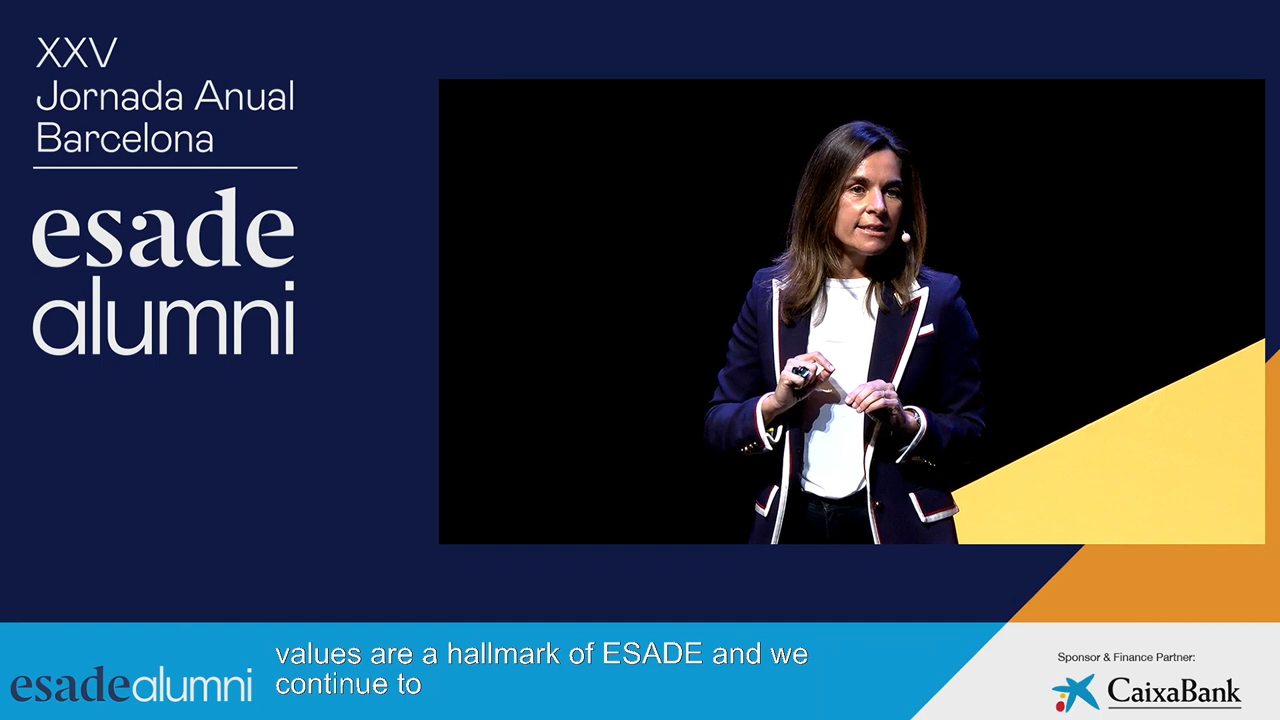 XXV
Jornada Anual
Barcelona
esade
alumni
values are a hallmark of ESADE and we
continue to
esadealumni
Sponsor & Finance Partner:
CaixaBank